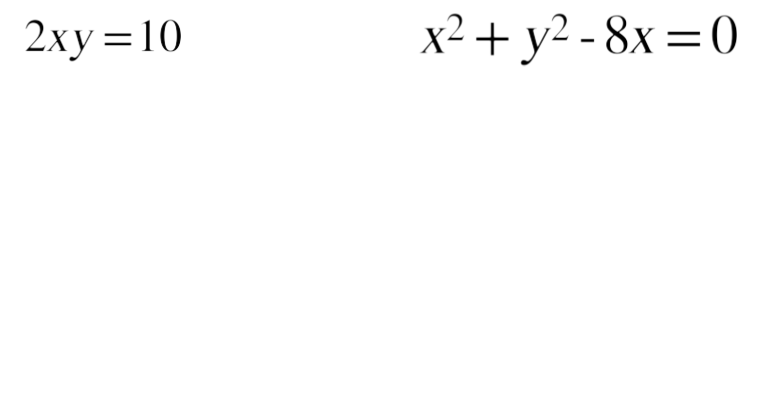 2xy = 10
x² + y² - 8x = 0